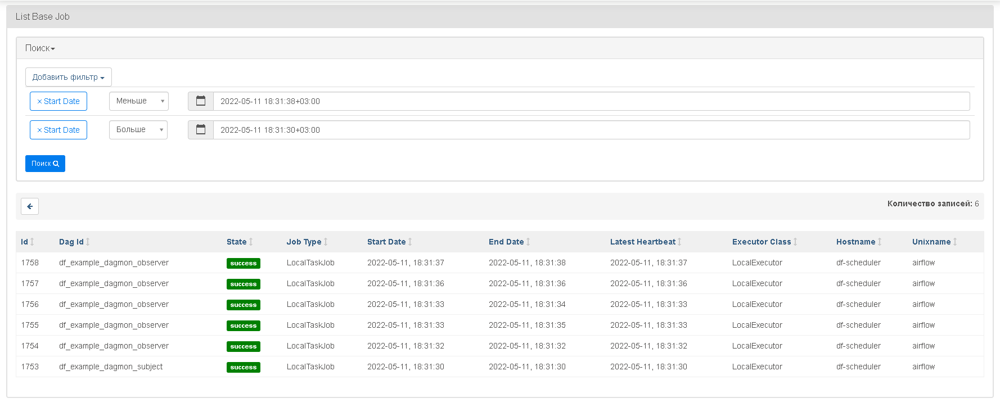 List Base Job
Поиск
Добавить фильтр
× Start Date Меньше 2022-05-11 18:31:38+03:00
× Start Date Больше 2022-05-11 18:31:30+03:00
Поиск
Количество записей: 6
Id Dag Id State Job Type Start Date End Date Latest Heartbeat Executor Class Hostname Unixname
1758 df_example_dagmon_observer success LocalTaskJob 2022-05-11, 18:31:37 2022-05-11, 18:31:38 2022-05-11, 18:31:37 LocalExecutor df-scheduler airflow
1757 df_example_dagmon_observer success LocalTaskJob 2022-05-11, 18:31:36 2022-05-11, 18:31:36 2022-05-11, 18:31:36 LocalExecutor df-scheduler airflow
1756 df_example_dagmon_observer success LocalTaskJob 2022-05-11, 18:31:33 2022-05-11, 18:31:34 2022-05-11, 18:31:33 LocalExecutor df-scheduler airflow
1755 df_example_dagmon_observer success LocalTaskJob 2022-05-11, 18:31:33 2022-05-11, 18:31:35 2022-05-11, 18:31:33 LocalExecutor df-scheduler airflow
1754 df_example_dagmon_observer success LocalTaskJob 2022-05-11, 18:31:32 2022-05-11, 18:31:32 2022-05-11, 18:31:32 LocalExecutor df-scheduler airflow
1753 df_example_dagmon_subject success LocalTaskJob 2022-05-11, 18:31:30 2022-05-11, 18:31:30 2022-05-11, 18:31:30 LocalExecutor df-scheduler airflow